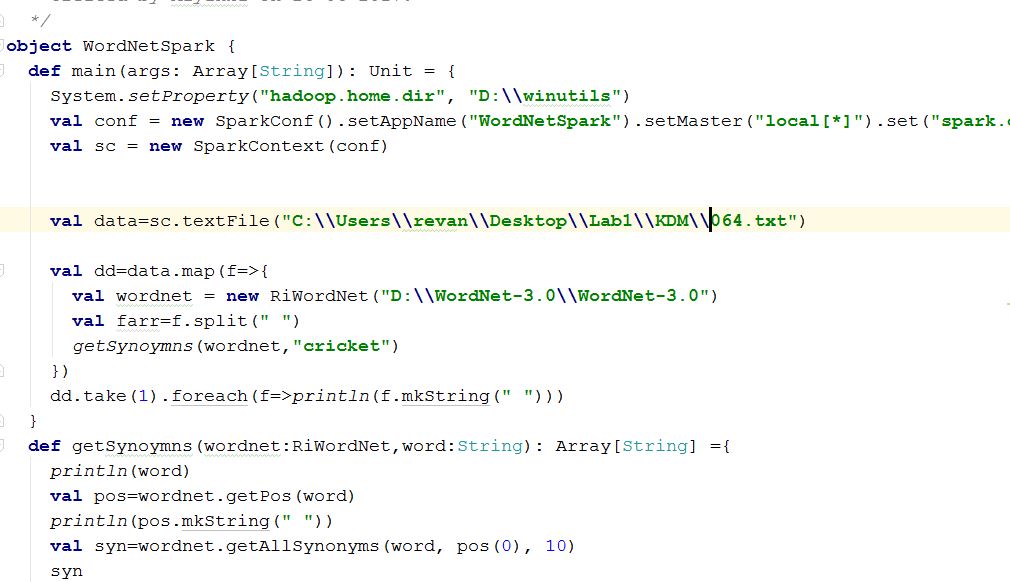 */
object WordNetSpark {
def main(args: Array[String]): Unit = {
System.setProperty("hadoop.home.dir", "D:\\winutils")
val conf = new SparkConf().setAppName("WordNetSpark").setMaster("local[*]").set("spark.
val sc = new SparkContext(conf)
val data=sc.textFile("C:\\Users\\revan\\Desktop\\Lab1\\KDM\\064.txt")
val dd=data.map(f=>{
val wordnet = new RiWordNet("D:\\WordNet-3.0\\WordNet-3.0")
val farr=f.split(" ")
getSynoymns(wordnet,"cricket")
})
dd.take(1).foreach(f=>println(f.mkString(" ")))
}
def getSynoymns(wordnet:RiWordNet,word:String): Array[String] ={
println(word)
val pos=wordnet.getPos(word)
println(pos.mkString(" "))
val syn=wordnet.getAllSynonyms(word, pos(0), 10)
syn